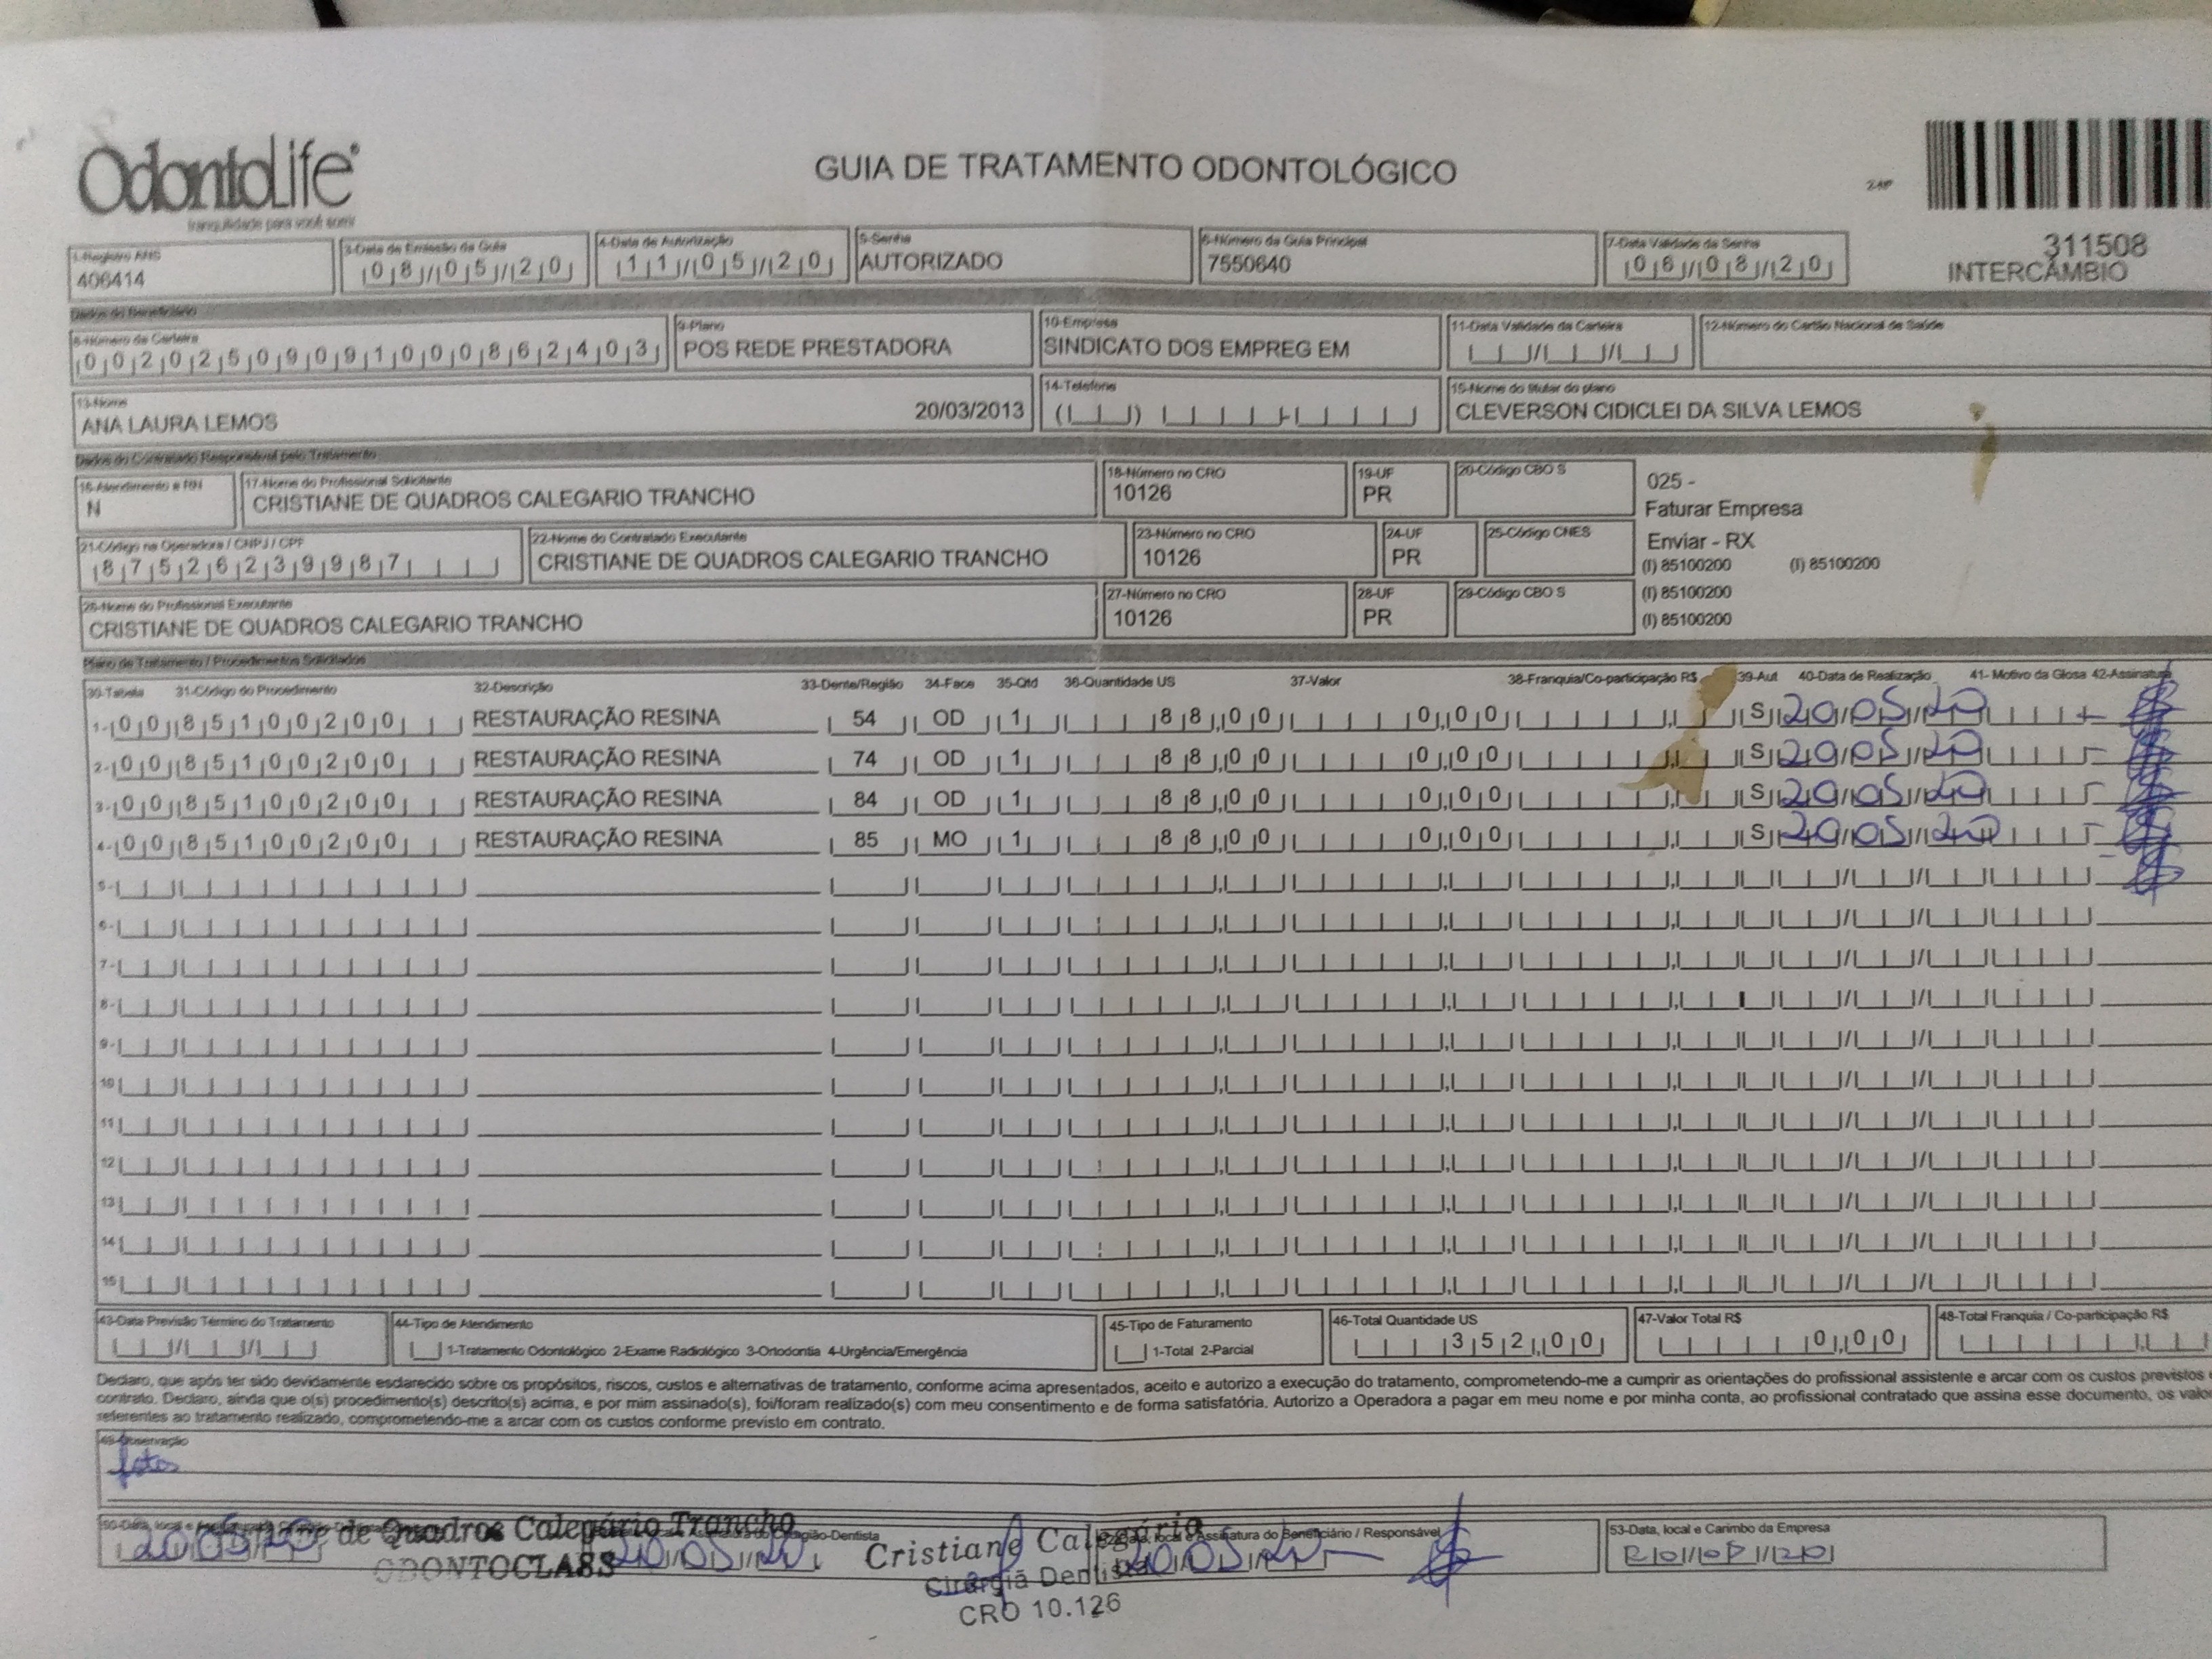 OdontoLife
tranquilidade para você sorrir
GUIA DE TRATAMENTO ODONTOLÓGICO
311508
INTERCÂMBIO
1-Registro ANS
406414
3-Data de Emissão da Guia
08/05/20
4-Data de Autorização
11/05/20
5-Senha
AUTORIZADO
6-Número da Guia Principal
7550640
7-Data Validade da Senha
06/08/20
Dados do Beneficiário
8-Número da Carteira
00202509091000862403
9-Plano
POS REDE PRESTADORA
10-Empresa
SINDICATO DOS EMPREG EM
11-Data Validade da Carteira
12-Número do Cartão Nacional de Saúde
13-Nome
ANA LAURA LEMOS 20/03/2013
14-Telefone
15-Nome do titular do plano
CLEVERSON CIDICLEI DA SILVA LEMOS
Dados do Contratado Responsável pelo Tratamento
16-Atendimento a RN
N
17-Nome do Profissional Solicitante
CRISTIANE DE QUADROS CALEGARIO TRANCHO
18-Número no CRO
10126
19-UF
PR
20-Código CBO S
025 -
Faturar Empresa
Enviar - RX
(I) 85100200 (I) 85100200
(I) 85100200
(I) 85100200
21-Código na Operadora / CNPJ / CPF
87526239987
22-Nome do Contratado Executante
CRISTIANE DE QUADROS CALEGARIO TRANCHO
23-Número no CRO
10126
24-UF
PR
25-Código CNES
26-Nome do Profissional Executante
CRISTIANE DE QUADROS CALEGARIO TRANCHO
27-Número no CRO
10126
28-UF
PR
29-Código CBO S
Plano de Tratamento / Procedimentos Solicitados
30-Tabela 31-Código do Procedimento 32-Descrição 33-Dente/Região 34-Face 35-Qtd 36-Quantidade US 37-Valor 38-Franquia/Co-participação R$ 39-Aut 40-Data de Realização 41- Motivo da Glosa 42-Assinatura
1- 00 85100200 RESTAURAÇÃO RESINA 54 OD 1 88,00 0,00 S 20/05/20
2- 00 85100200 RESTAURAÇÃO RESINA 74 OD 1 88,00 0,00 S 20/05/20
3- 00 85100200 RESTAURAÇÃO RESINA 84 OD 1 88,00 0,00 S 20/05/20
4- 00 85100200 RESTAURAÇÃO RESINA 85 MO 1 88,00 0,00 S 20/05/20
5-
6-
7-
8-
9-
10
11
12
13
14
15
43-Data Previsão Término do Tratamento
44-Tipo de Atendimento
1-Tratamento Odontológico 2-Exame Radiológico 3-Ortodontia 4-Urgência/Emergência
45-Tipo de Faturamento
1-Total 2-Parcial
46-Total Quantidade US
352,00
47-Valor Total R$
0,00
48-Total Franquia / Co-participação R$
Declaro, que após ter sido devidamente esclarecido sobre os propósitos, riscos, custos e alternativas de tratamento, conforme acima apresentados, aceito e autorizo a execução do tratamento, comprometendo-me a cumprir as orientações do profissional assistente e arcar com os custos previstos
contrato. Declaro, ainda que o(s) procedimento(s) descrito(s) acima, e por mim assinado(s), foi/foram realizado(s) com meu consentimento e de forma satisfatória. Autorizo a Operadora a pagar em meu nome e por minha conta, ao profissional contratado que assina esse documento, os
referentes ao tratamento realizado, comprometendo-me a arcar com os custos conforme previsto em contrato.
49-Observação
fotos
de Quadros Calegário Trancho
ODONTOCLASS
20/05/20
20/05/20
Cristiane Calegário
Cirurgiã Dentista
CRO 10.126
local e Assinatura do Beneficiário / Responsável
20/05/20
53-Data, local e Carimbo da Empresa